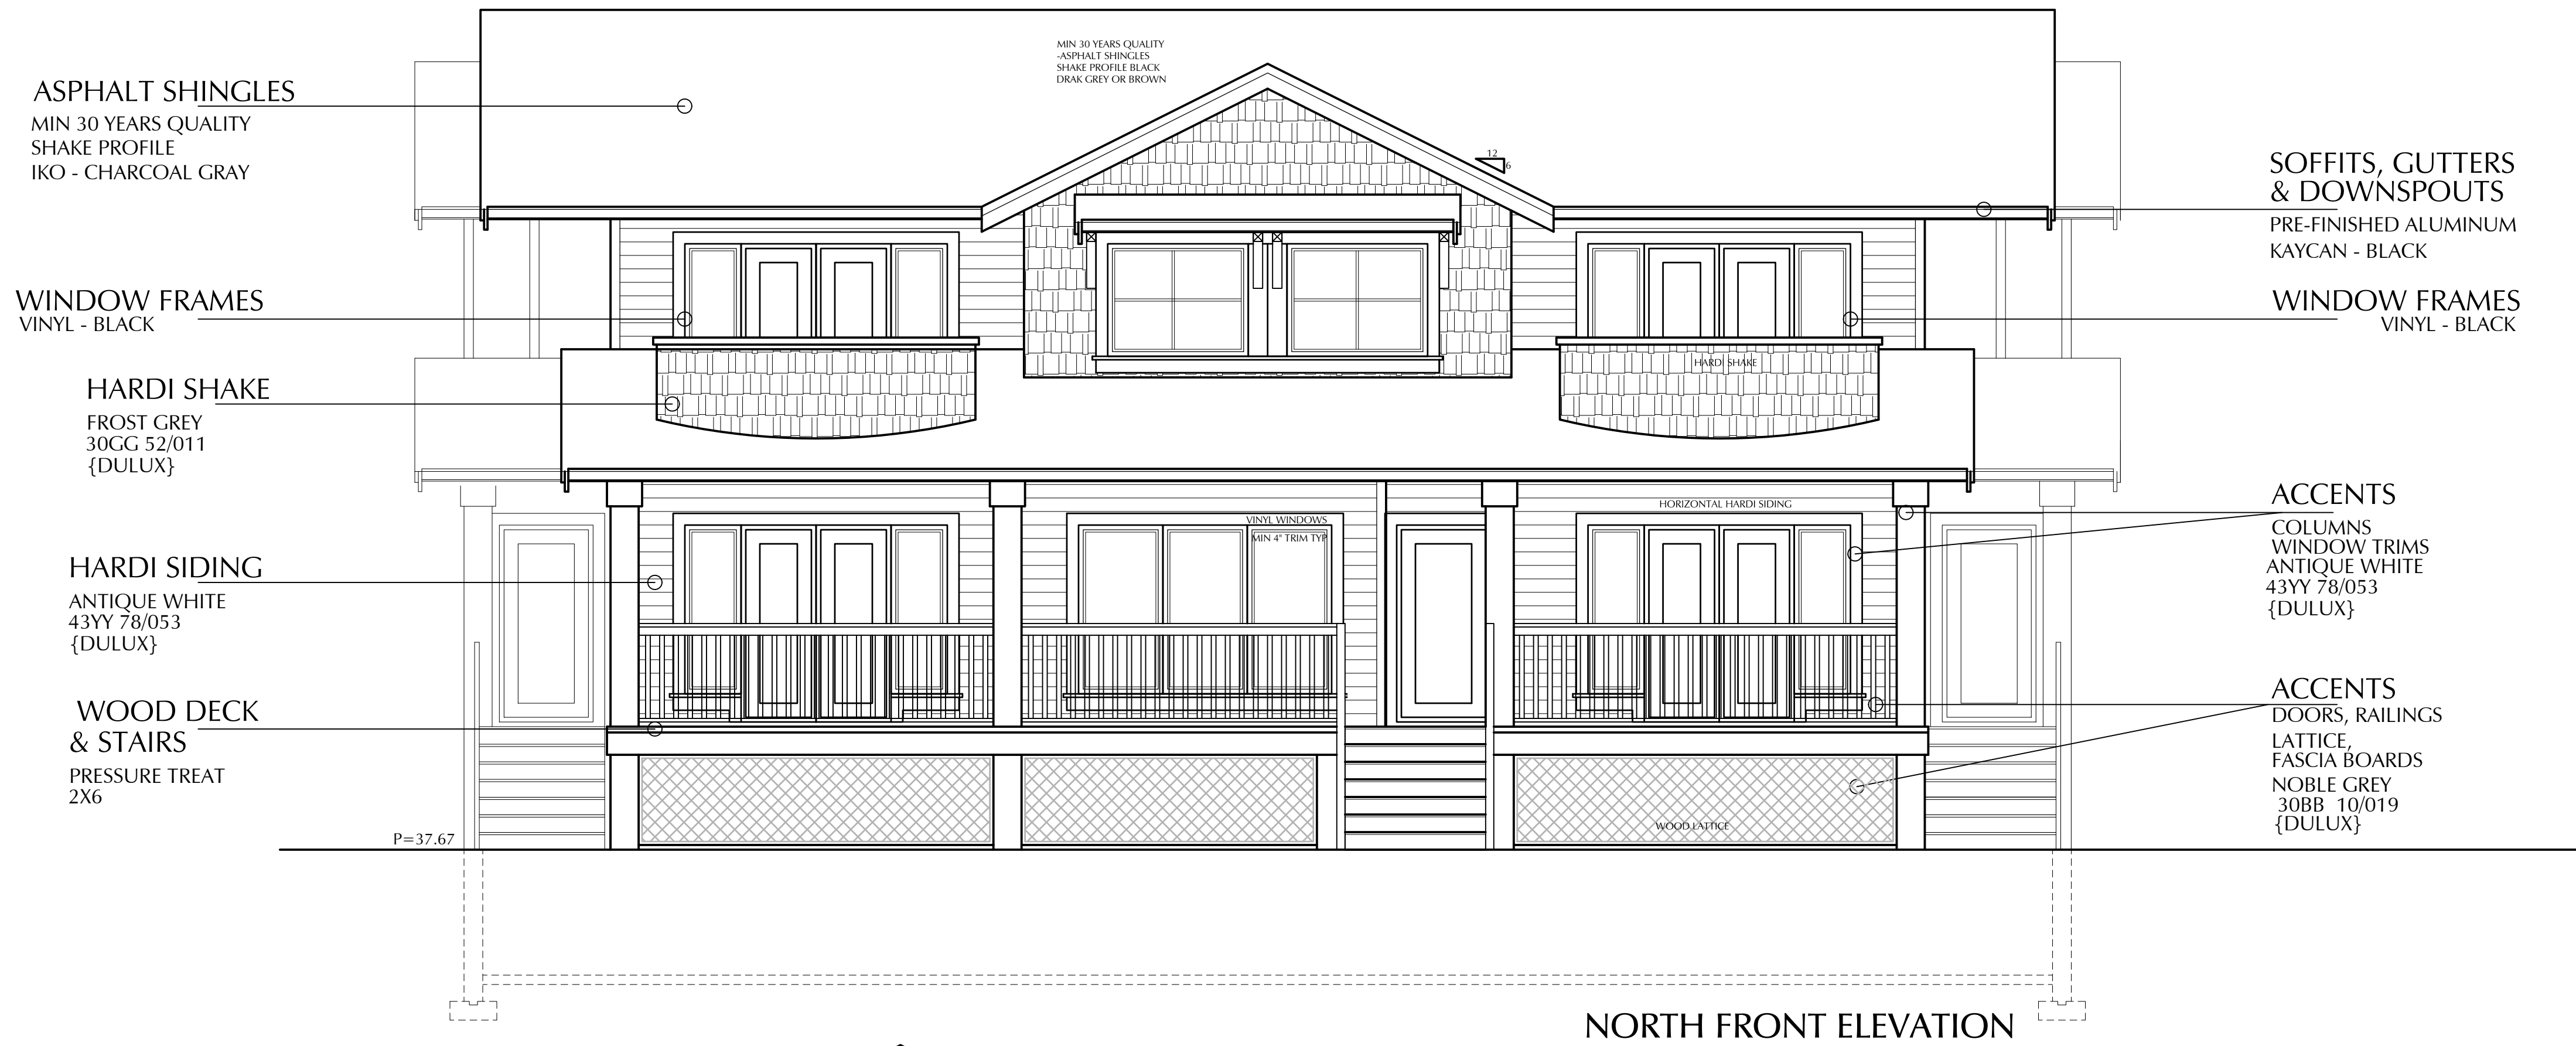 MIN 30 YEARS QUALITY
-ASPHALT SHINGLES
SHAKE PROFILE BLACK
DRAK GREY OR BROWN
ASPHALT SHINGLES
MIN 30 YEARS QUALITY
SHAKE PROFILE
IKO - CHARCOAL GRAY
12
6
SOFFITS, GUTTERS
& DOWNSPOUTS
PRE-FINISHED ALUMINUM
KAYCAN - BLACK
WINDOW FRAMES
VINYL - BLACK
WINDOW FRAMES
VINYL - BLACK
HARDI SHAKE
HARDI SHAKE
FROST GREY
30GG 52/011
{DULUX}
HORIZONTAL HARDI SIDING
VINYL WINDOWS
MIN 4" TRIM TYP
ACCENTS
COLUMNS
WINDOW TRIMS
ANTIQUE WHITE
43YY 78/053
{DULUX}
HARDI SIDING
ANTIQUE WHITE
43YY 78/053
{DULUX}
WOOD DECK
& STAIRS
PRESSURE TREAT
2X6
ACCENTS
DOORS, RAILINGS
LATTICE,
FASCIA BOARDS
NOBLE GREY
30BB 10/019
{DULUX}
WOOD LATTICE
P=37.67
NORTH FRONT ELEVATION